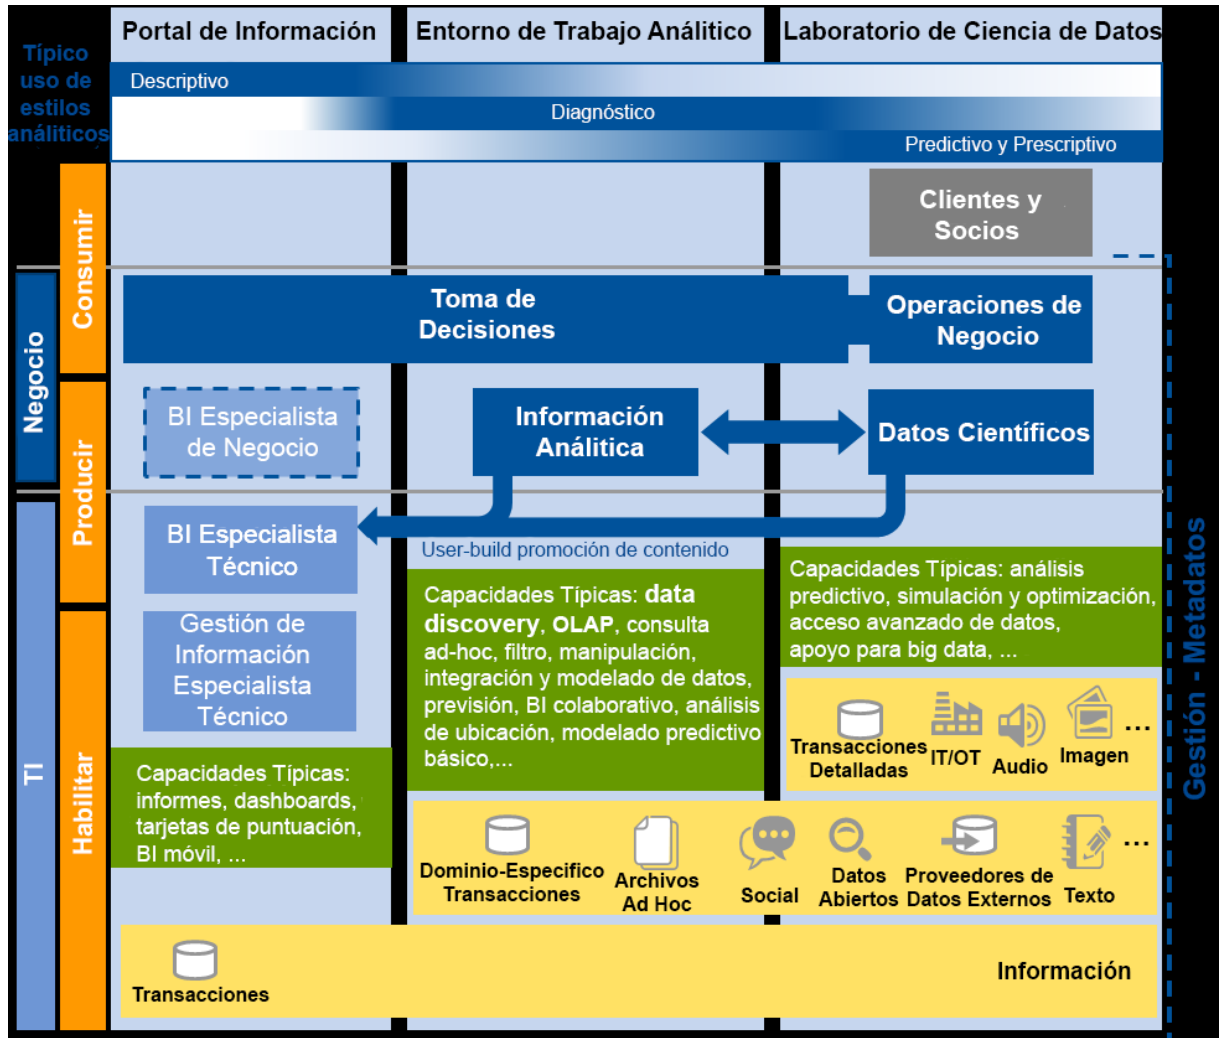 Portal de Información
Entorno de Trabajo Análitico
Laboratorio de Ciencia de Datos
Típico
uso de
estilos
análiticos
Descriptivo
Diagnóstico
Predictivo y Prescriptivo
Consumir
Clientes y
Socios
Negocio
Toma de
Decisiones
Operaciones de
Negocio
Producir
BI Especialista
de Negocio
Información
Análitica
Datos Científicos
BI Especialista
Técnico
User-build promoción de contenido
Gestión de
Información
Especialista
Técnico
TI
Habilitar
Capacidades Típicas:
informes, dashboards,
tarjetas de puntuación,
BI móvil, ...
Capacidades Típicas: data
discovery, OLAP, consulta
ad-hoc, filtro, manipulación,
integración y modelado de datos,
previsión, BI colaborativo, análisis
de ubicación, modelado predictivo
básico,...
Capacidades Típicas: análisis
predictivo, simulación y optimización,
acceso avanzado de datos,
apoyo para big data, ...
Transacciones
Detalladas
IT/OT
Audio
Imagen
...
Dominio-Especifico
Transacciones
Archivos
Ad Hoc
Social
Datos
Abiertos
Proveedores de
Datos Externos
Texto
...
Transacciones
Información
Gestión - Metadatos